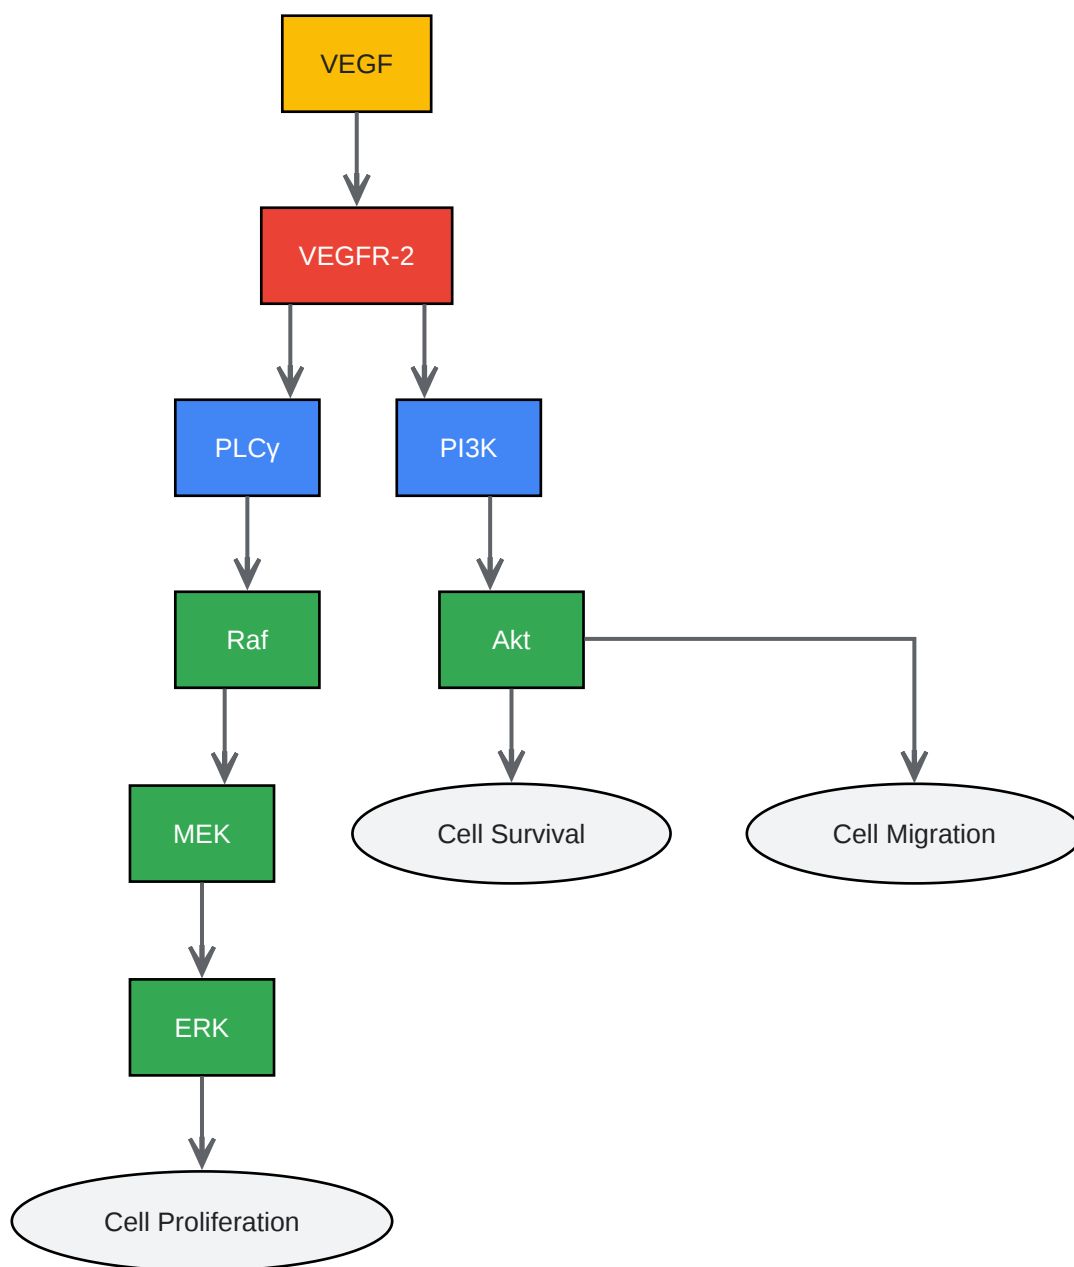 VEGF
VEGFR-2
PLCγ
PI3K
Raf
Akt
MEK
Cell Survival
Cell Migration
ERK
Cell Proliferation